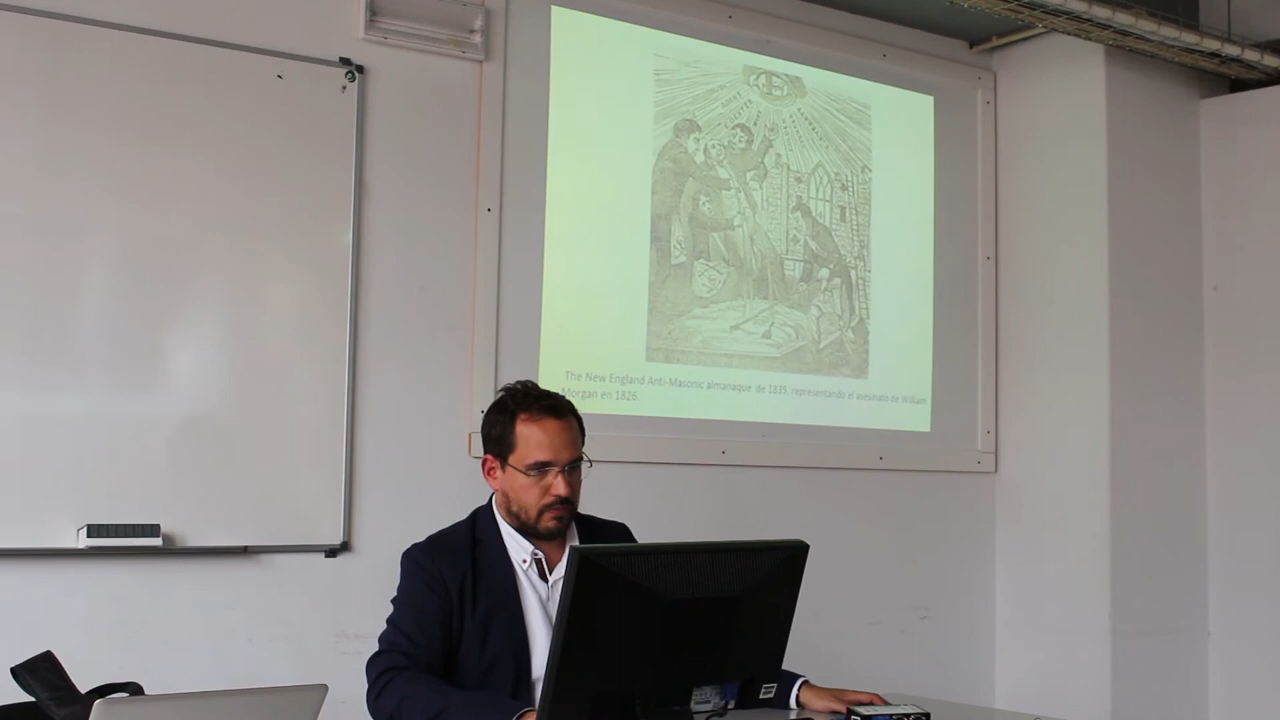 The New England Anti-Masonic almanaque de 1835, representando el asesinato de William
Morgan en 1826.